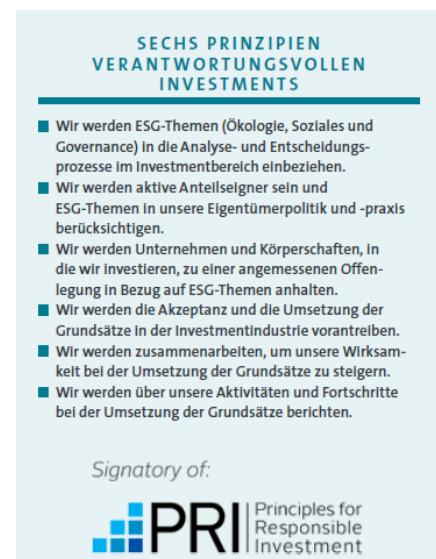 SECHS PRINZIPIEN
VERANTWORTUNGSVOLLEN
INVESTMENTS
Wir werden ESG-Themen (Ökologie, Soziales und
Governance) in die Analyse- und Entscheidungs-
prozesse im Investmentbereich einbeziehen.
Wir werden aktive Anteilseigner sein und
ESG-Themen in unsere Eigentümerpolitik und -praxis
berücksichtigen.
Wir werden Unternehmen und Körperschaften, in
die wir investieren, zu einer angemessenen Offen-
legung in Bezug auf ESG-Themen anhalten.
Wir werden die Akzeptanz und die Umsetzung der
Grundsätze in der Investmentindustrie vorantreiben.
Wir werden zusammenarbeiten, um unsere Wirksam-
keit bei der Umsetzung der Grundsätze zu steigern.
Wir werden über unsere Aktivitäten und Fortschritte
bei der Umsetzung der Grundsätze berichten.
Signatory of:
PRI Principles for
Responsible
Investment